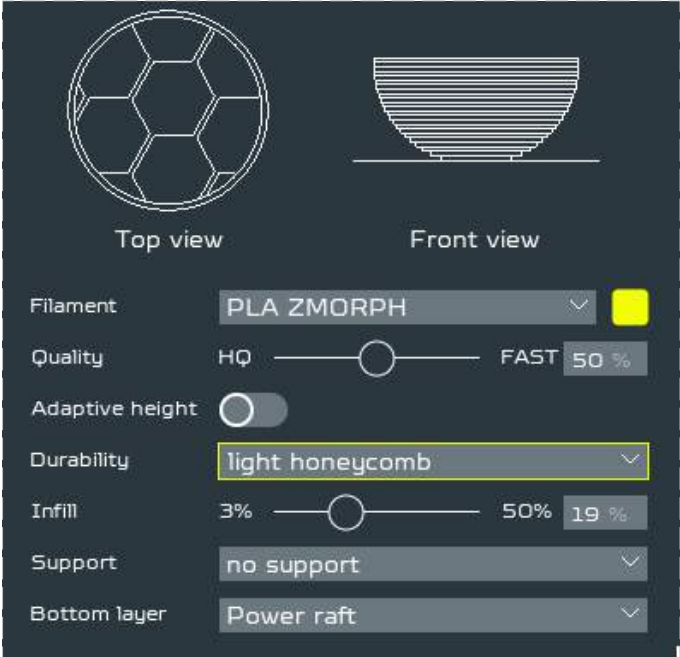 Top view Front view
Filament PLA ZMORPH
Quality HQ FAST 50 %
Adaptive height
Durability light honeycomb
Infill 3% 50% 19 %
Support no support
Bottom layer Power raft